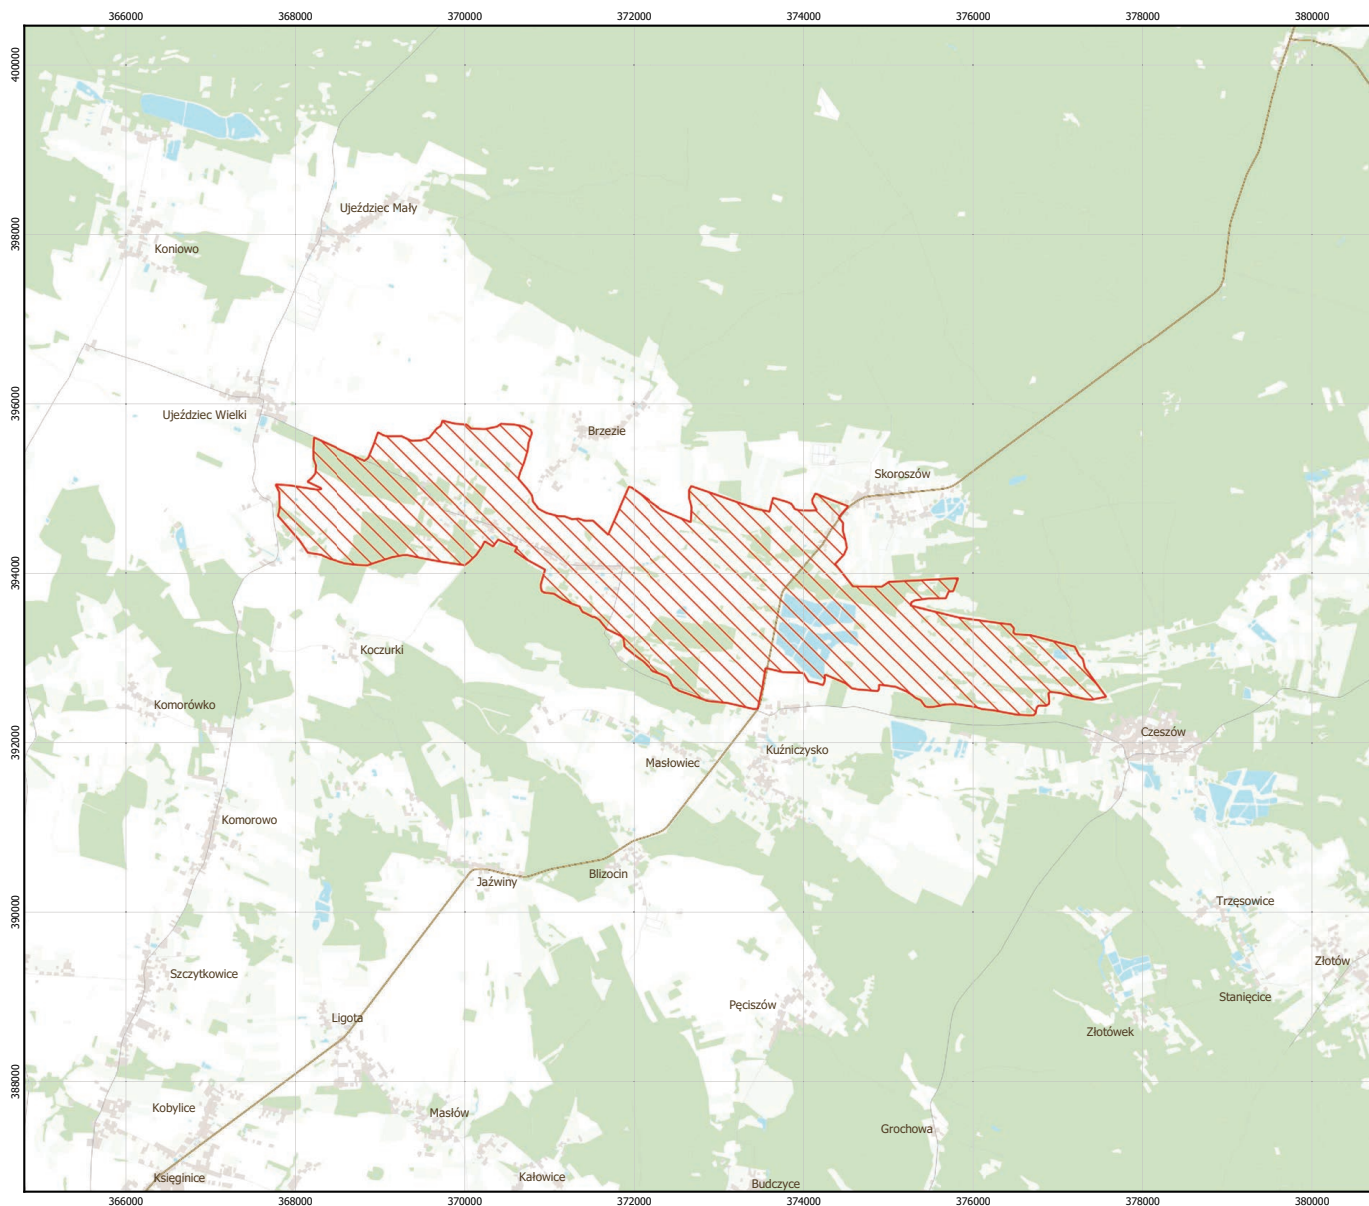 366000 368000 370000 372000 374000 376000 378000 380000
400000
Ujeździec Mały
398000
Koniowo
396000
Ujeździec Wielki
Brzezie
Skoroszów
394000
Koczurki
Komorówko
392000
Czeszów
Kuźniczysko
Masłowiec
Komorowo
Blizocin
Jaźwiny
390000
Trzęsowice
Złotów
Szczytkowice
Stanięcice
Pęciszów
Ligota
Złotówek
388000
Kobylice
Masłów
Grochowa
Księginice
Kałowice
Budczyce
366000 368000 370000 372000 374000 376000 378000 380000